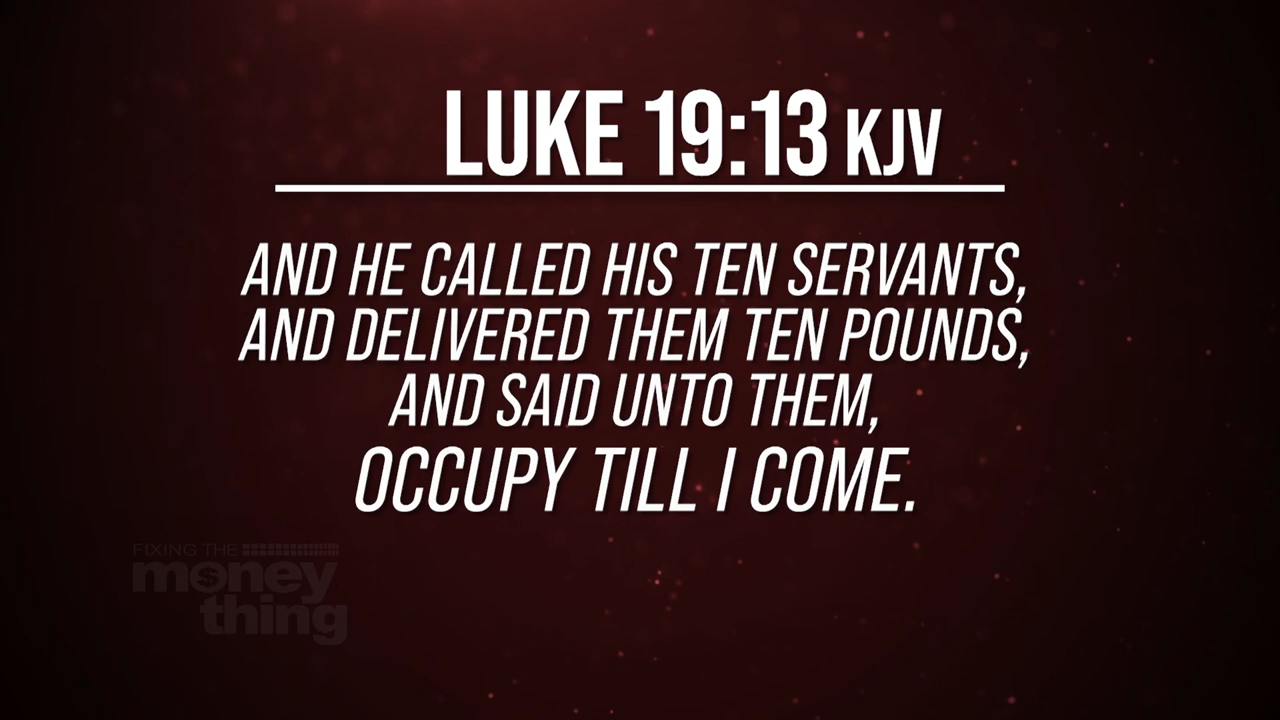 LUKE 19:13 KJV
AND HE CALLED HIS TEN SERVANTS,
AND DELIVERED THEM TEN POUNDS,
AND SAID UNTO THEM,
OCCUPY TILL I COME.
FIXING THE
money
thing